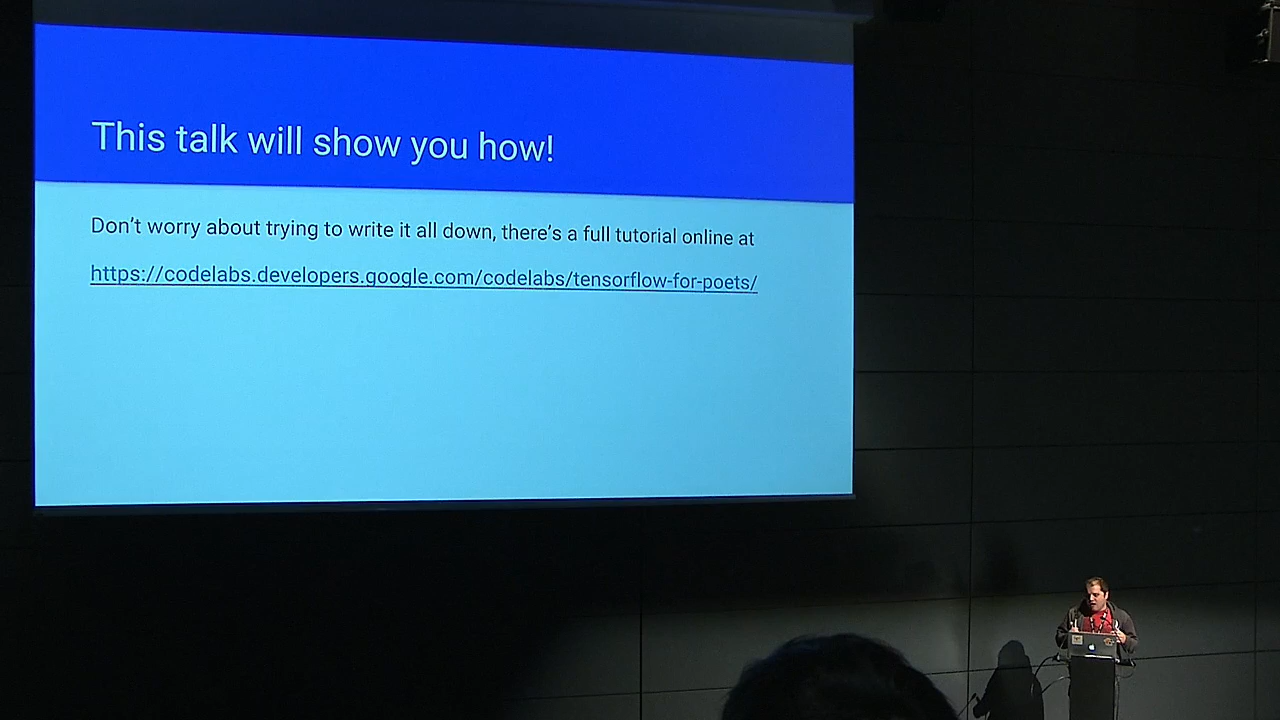 This talk will show you how!
Don’t worry about trying to write it all down, there’s a full tutorial online at
https://codelabs.developers.google.com/codelabs/tensorflow-for-poets/